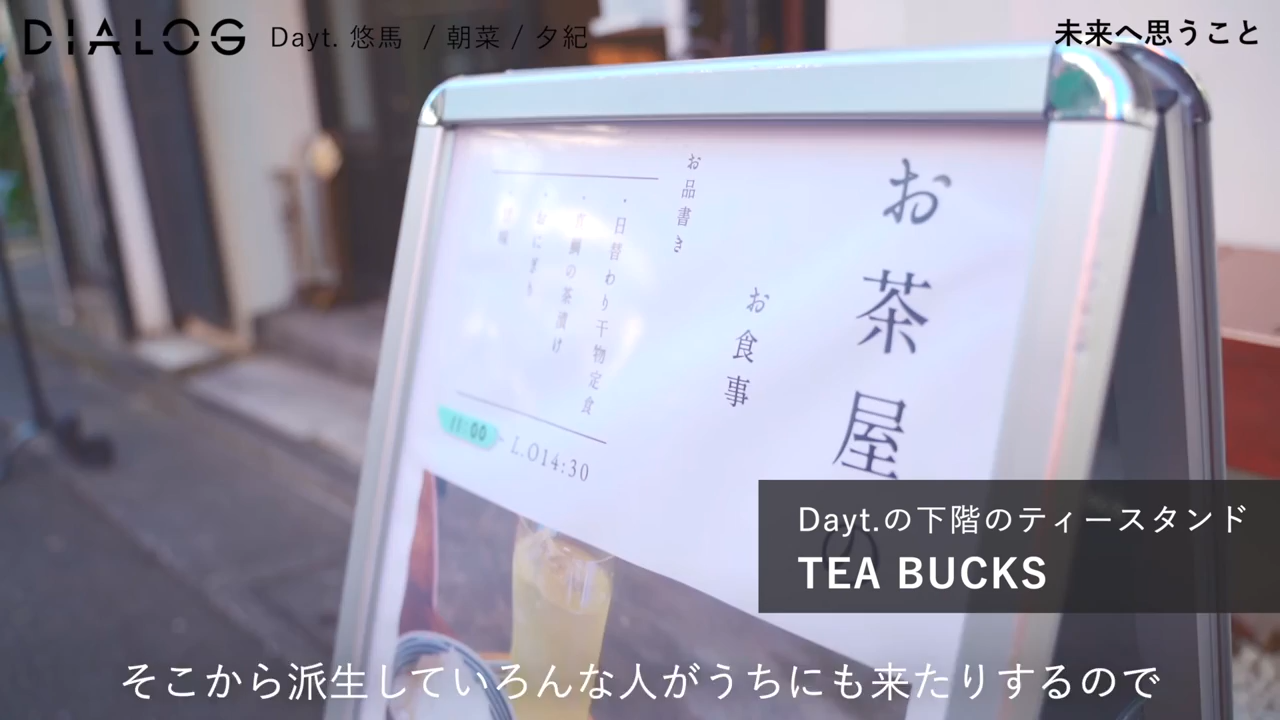 DIALOG Dayt. 悠馬 / 朝菜 / 夕紀
未来へ思うこと
お茶屋の
お食事
お品書き
・日替わり干物定食
の茶漬け
・おにぎり
11:00 - L.O14:30
Dayt.の下階のティースタンド
TEA BUCKS
そこから派生していろんな人がうちにも来たりするので